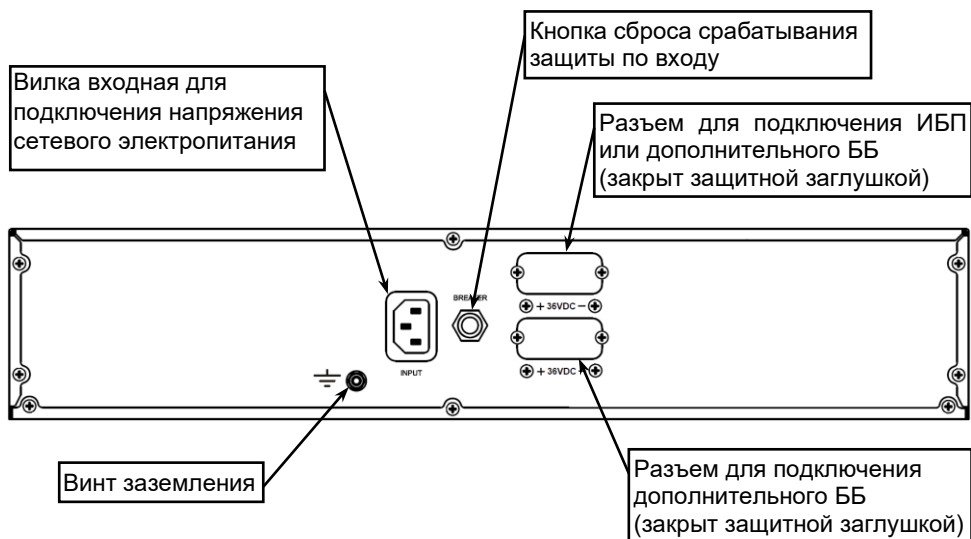 Кнопка сброса срабатывания
защиты по входу
Вилка входная для
подключения напряжения
сетевого электропитания
Разъем для подключения ИБП
или дополнительного ББ
(закрыт защитной заглушкой)
BREAKER
+ 36VDC −
INPUT
+ 36VDC
Винт заземления
Разъем для подключения
дополнительного ББ
(закрыт защитной заглушкой)